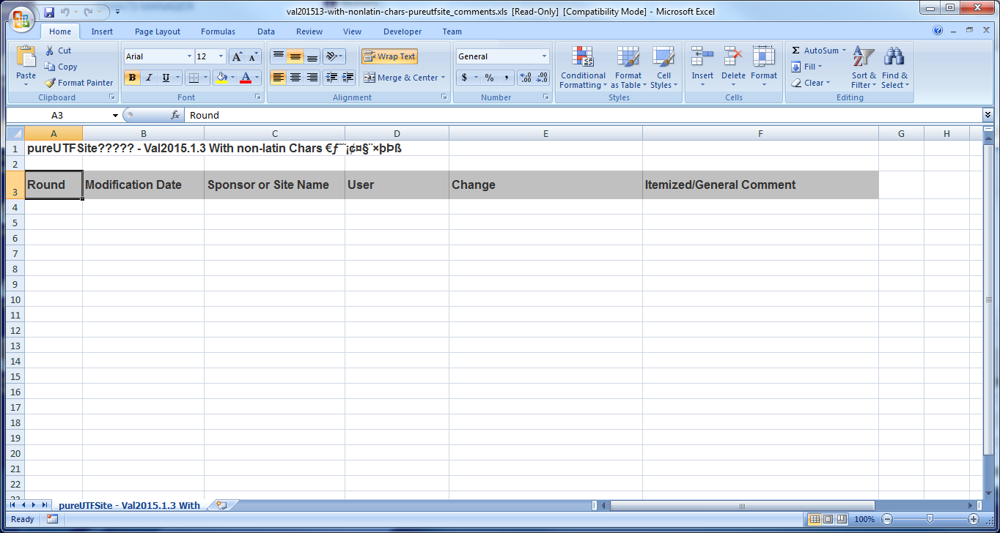 val201513-with-nonlatin-chars-pureutfsite_comments.xls [Read-Only] [Compatibility Mode] - Microsoft Excel
Home Insert Page Layout Formulas Data Review View Developer Team
Cut
Copy
Format Painter
Paste
Clipboard
Arial 12
B I U A
Font
Wrap Text
Merge & Center
Alignment
General
$ % , .00 .00
Number
Conditional Formatting
Format as Table
Cell Styles
Styles
Insert Delete Format
Cells
Σ AutoSum
Fill
Clear
Sort & Filter
Find & Select
Editing
A3 fx Round
A B C D E F G H
1 pureUTFSite????? - Val2015.1.3 With non-latin Chars €ƒ¨¨¡¢¤§¨×þÞß
2
3 Round Modification Date Sponsor or Site Name User Change Itemized/General Comment
4
5
6
7
8
9
10
11
12
13
14
15
16
17
18
19
20
21
22
pureUTFSite - Val2015.1.3 With
Ready 100%